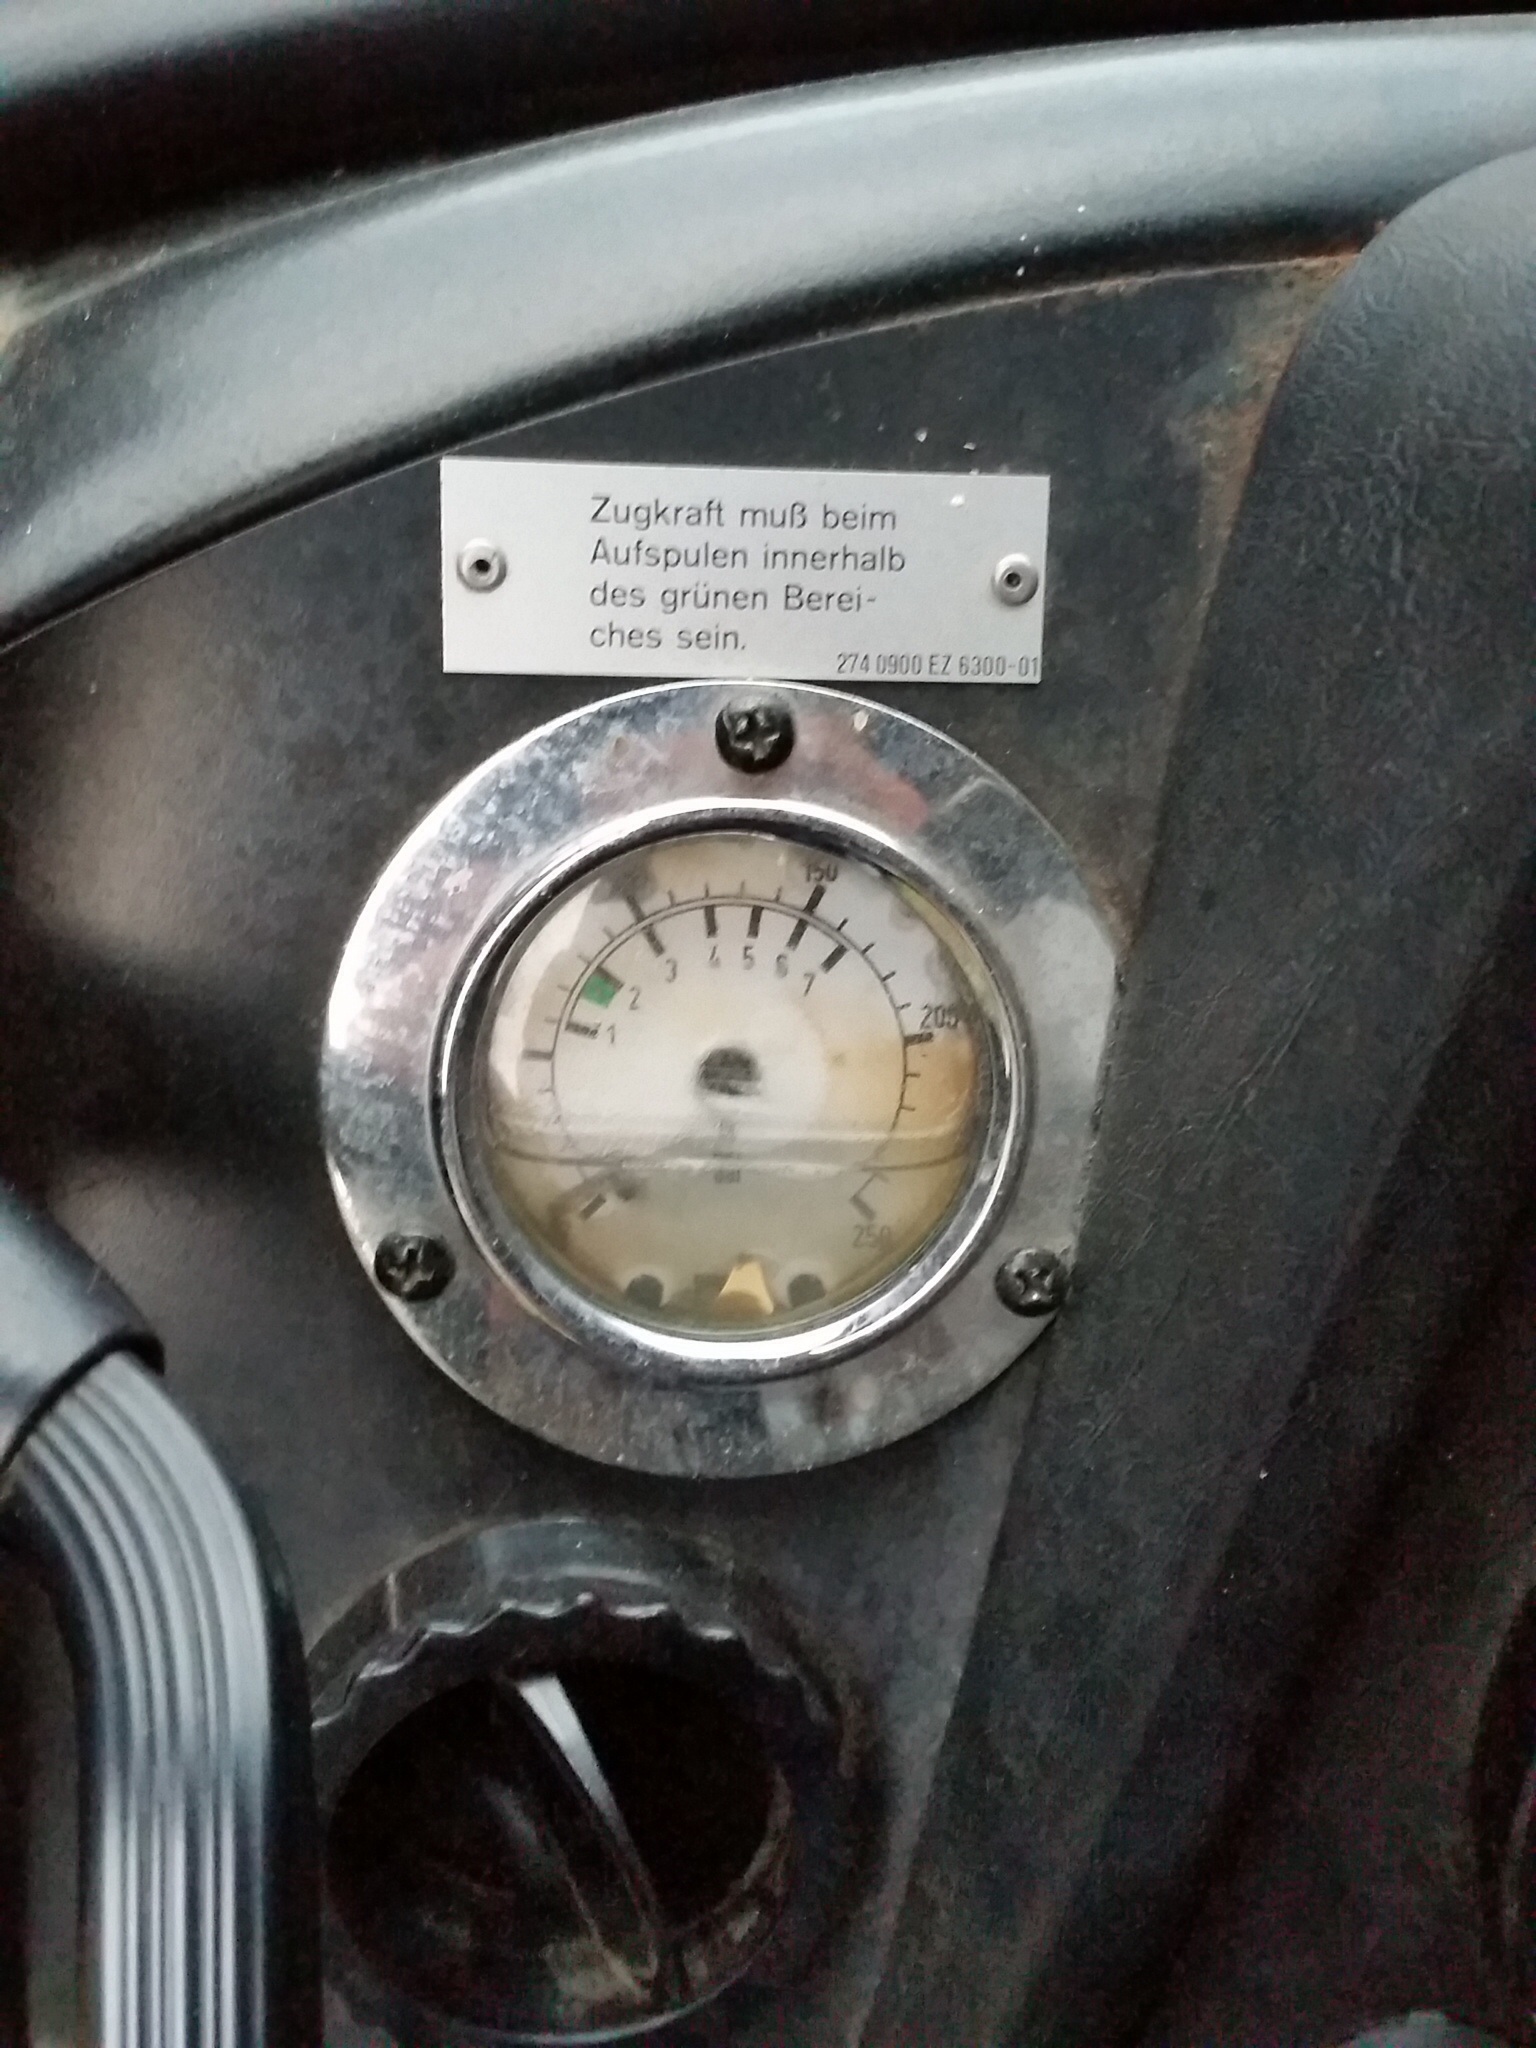 Zugkraft muß beim
Aufspulen innerhalb
des grünen Berei-
ches sein.
274 0900 EZ 6300-01
150
3 4 5 6 7
2
1
250